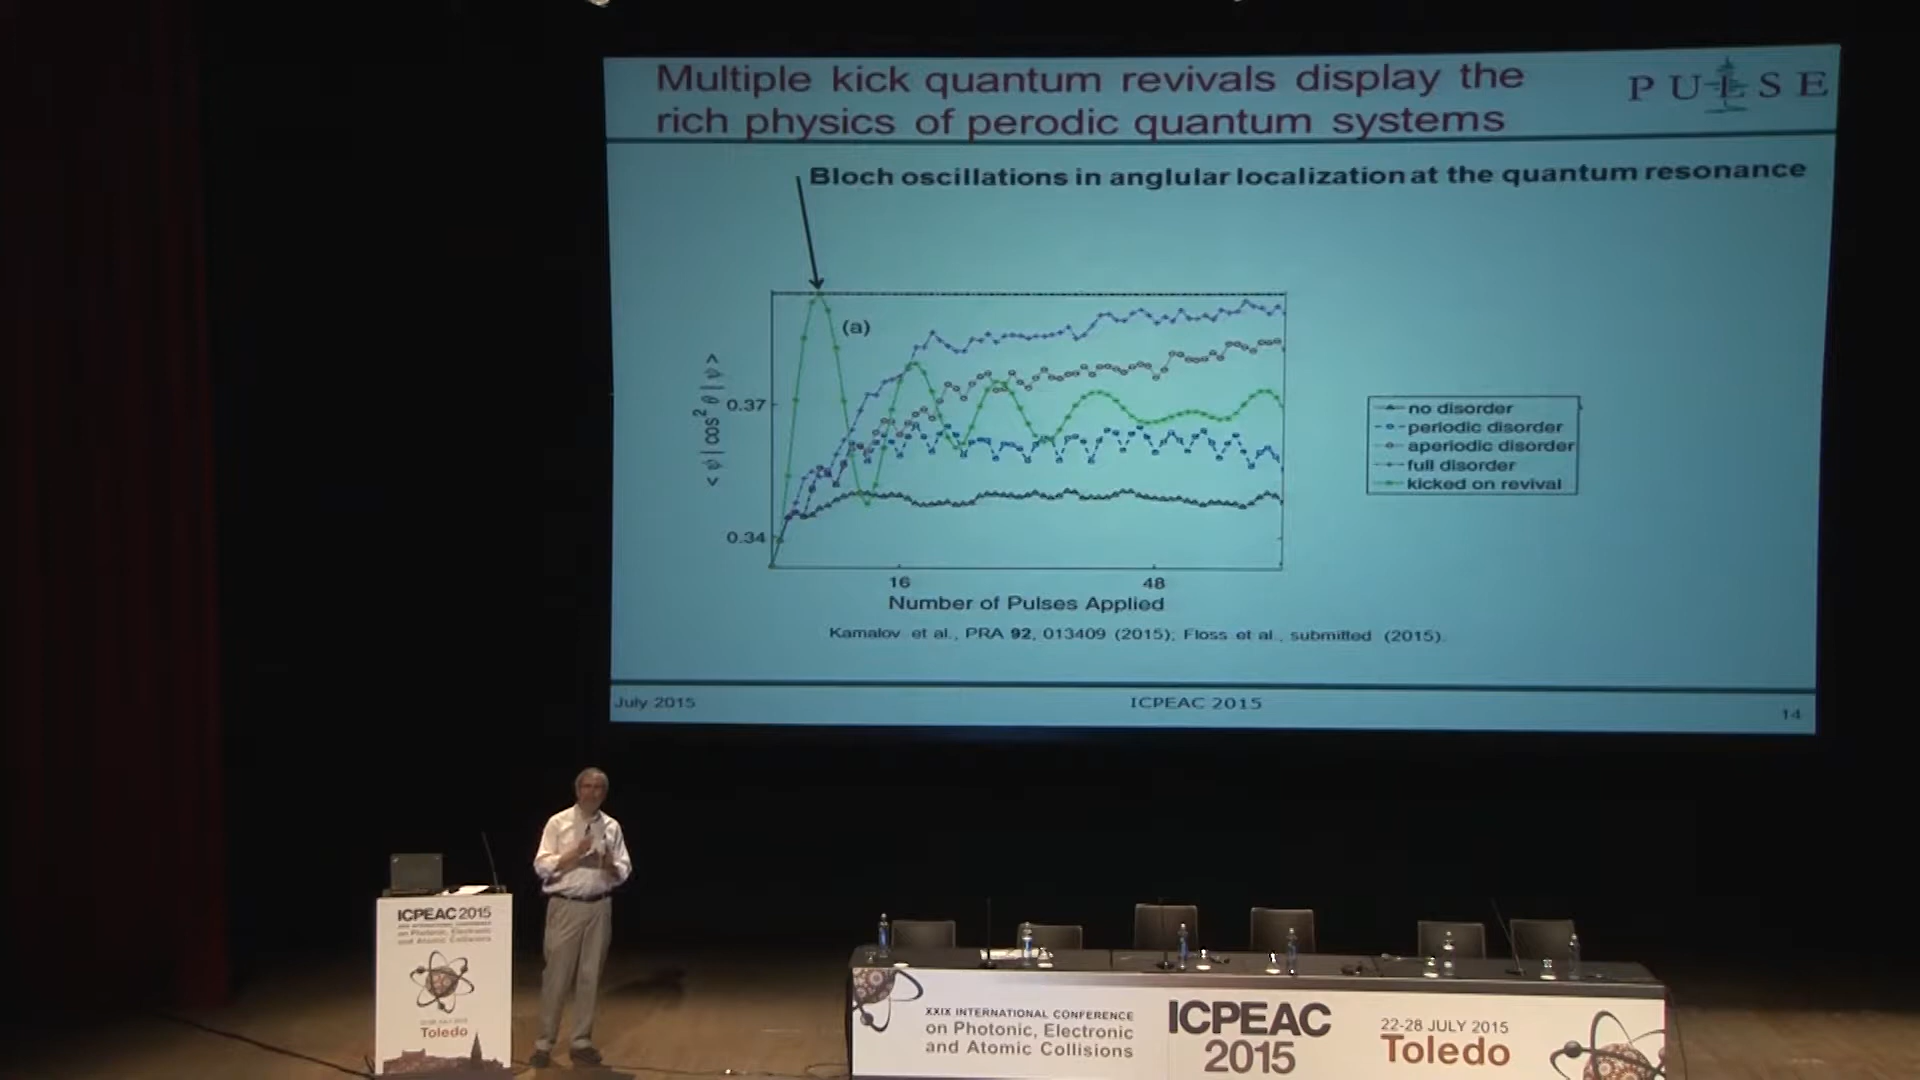 Multiple kick quantum revivals display the
rich physics of perodic quantum systems
PULSE
Bloch oscillations in anglular localization at the quantum resonance
(a)
< ψ | cos² θ | ψ >
0.37
0.34
16
48
Number of Pulses Applied
no disorder
periodic disorder
aperiodic disorder
full disorder
kicked on revival
Kamalov et al., PRA 92, 013409 (2015); Floss et al., submitted (2015).
July 2015
ICPEAC 2015
14
ICPEAC 2015
on Photonic, Electronic
and Atomic Collisions
Toledo
XXIX INTERNATIONAL CONFERENCE
on Photonic, Electronic
and Atomic Collisions
ICPEAC
2015
22-28 JULY 2015
Toledo